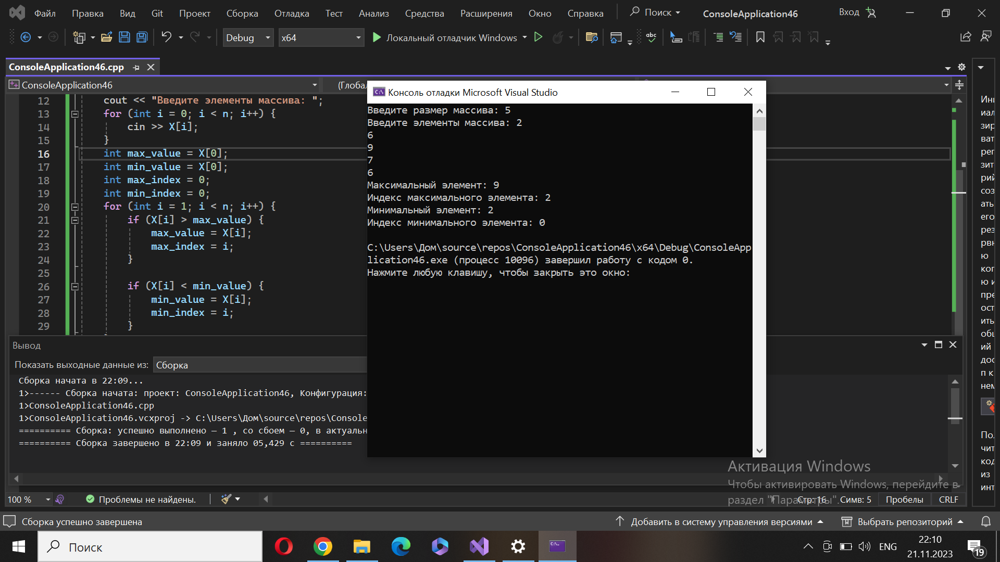 Файл Правка Вид Git Проект Сборка Отладка Тест Анализ Средства Расширения Окно Справка Поиск ConsoleApplication46 Вход
Debug x64 Локальный отладчик Windows abc
ConsoleApplication46.cpp
ConsoleApplication46 (Глобал
12 cout << "Введите элементы массива: ";
13 for (int i = 0; i < n; i++) {
14 cin >> X[i];
15 }
16 int max_value = X[0];
17 int min_value = X[0];
18 int max_index = 0;
19 int min_index = 0;
20 for (int i = 1; i < n; i++) {
21 if (X[i] > max_value) {
22 max_value = X[i];
23 max_index = i;
24 }
25
26 if (X[i] < min_value) {
27 min_value = X[i];
28 min_index = i;
29 }
Консоль отладки Microsoft Visual Studio
Введите размер массива: 5
Введите элементы массива: 2
6
9
7
6
Максимальный элемент: 9
Индекс максимального элемента: 2
Минимальный элемент: 2
Индекс минимального элемента: 0
C:\Users\Дом\source\repos\ConsoleApplication46\x64\Debug\ConsoleApp
lication46.exe (процесс 10096) завершил работу с кодом 0.
Нажмите любую клавишу, чтобы закрыть это окно:
Вывод
Показать выходные данные из: Сборка
Сборка начата в 22:09...
1>------ Сборка начата: проект: ConsoleApplication46, Конфигурация:
1>ConsoleApplication46.cpp
1>ConsoleApplication46.vcxproj -> C:\Users\Дом\source\repos\Console
========== Сборка: успешно выполнено — 1 , со сбоем — 0, в актуальн
========== Сборка завершено в 22:09 и заняло 05,429 с ==========
зир
ват
реп
зит
рий
соз
ать
его
рез
рвн
ю
коп
ю и
пре
ост
ить
общ
ий
дос
п к
нем
Пол
чит
код
из
инт
Активация Windows
Чтобы активировать Windows, перейдите в
раздел "Параметры".
100 % Проблемы не найдены. Стр: 16 Симв: 5 Пробелы CRLF
Сборка успешно завершена Добавить в систему управления версиями Выбрать репозиторий
Поиск ENG 22:10
21.11.2023 19